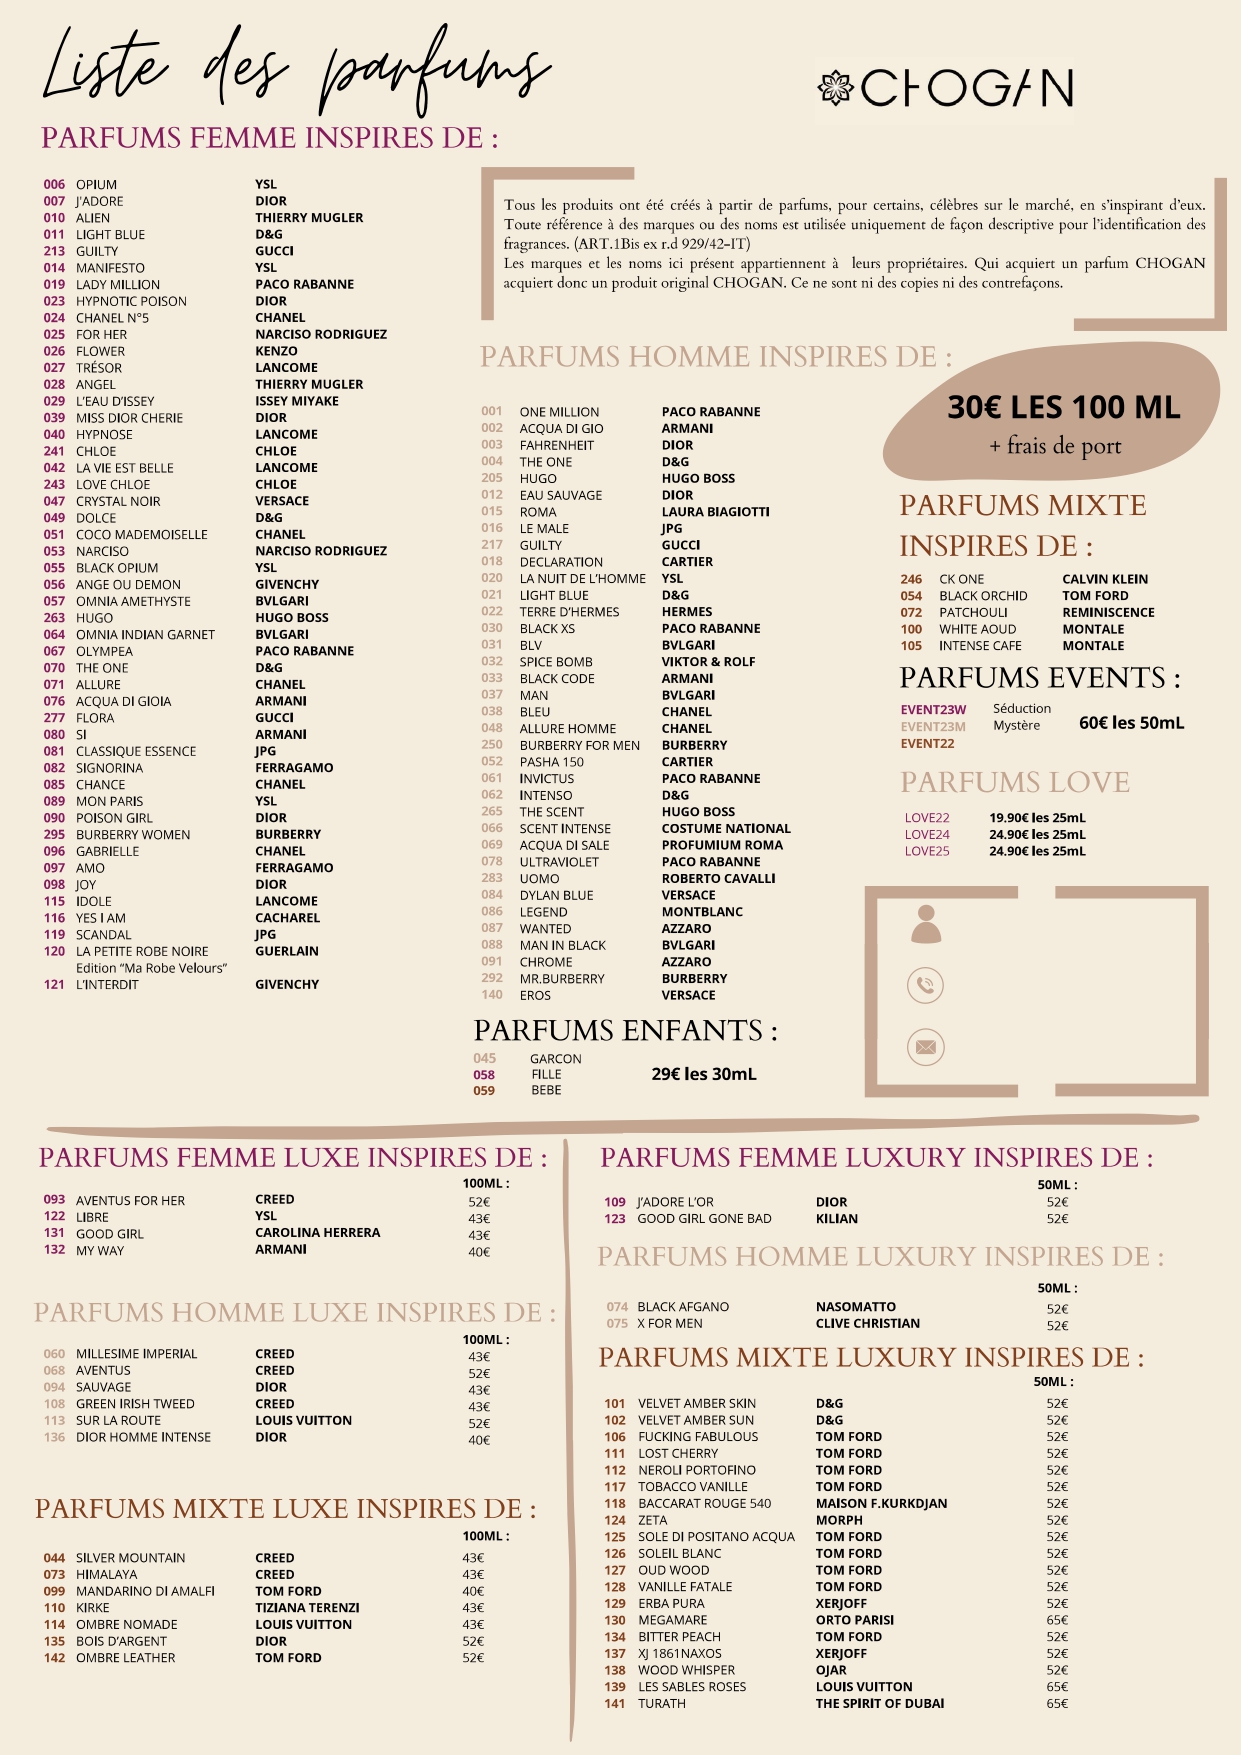 Liste des parfums
CHOGAN
PARFUMS FEMME INSPIRES DE :
006 OPIUM YSL
007 J'ADORE DIOR
010 ALIEN THIERRY MUGLER
011 LIGHT BLUE D&G
213 GUILTY GUCCI
014 MANIFESTO YSL
019 LADY MILLION PACO RABANNE
023 HYPNOTIC POISON DIOR
024 CHANEL N°5 CHANEL
025 FOR HER NARCISO RODRIGUEZ
026 FLOWER KENZO
027 TRÉSOR LANCOME
028 ANGEL THIERRY MUGLER
029 L'EAU D'ISSEY ISSEY MIYAKE
039 MISS DIOR CHERIE DIOR
040 HYPNOSE LANCOME
241 CHLOE CHLOE
042 LA VIE EST BELLE LANCOME
243 LOVE CHLOE CHLOE
047 CRYSTAL NOIR VERSACE
049 DOLCE D&G
051 COCO MADEMOISELLE CHANEL
053 NARCISO NARCISO RODRIGUEZ
055 BLACK OPIUM YSL
056 ANGE OU DEMON GIVENCHY
057 OMNIA AMETHYSTE BVLGARI
263 HUGO HUGO BOSS
064 OMNIA INDIAN GARNET BVLGARI
067 OLYMPEA PACO RABANNE
070 THE ONE D&G
071 ALLURE CHANEL
076 ACQUA DI GIOIA ARMANI
277 FLORA GUCCI
080 SI ARMANI
081 CLASSIQUE ESSENCE JPG
082 SIGNORINA FERRAGAMO
085 CHANCE CHANEL
089 MON PARIS YSL
090 POISON GIRL DIOR
295 BURBERRY WOMEN BURBERRY
096 GABRIELLE CHANEL
097 AMO FERRAGAMO
098 JOY DIOR
115 IDOLE LANCOME
116 YES I AM CACHAREL
119 SCANDAL JPG
120 LA PETITE ROBE NOIRE GUERLAIN
Edition “Ma Robe Velours”
121 L'INTERDIT GIVENCHY
Tous les produits ont été créés à partir de parfums, pour certains, célèbres sur le marché, en s'inspirant d'eux.
Toute référence à des marques ou des noms est utilisée uniquement de façon descriptive pour l'identification des
fragrances. (ART.1Bis ex r.d 929/42-IT)
Les marques et les noms ici présent appartiennent à leurs propriétaires. Qui acquiert un parfum CHOGAN
acquiert donc un produit original CHOGAN. Ce ne sont ni des copies ni des contrefaçons.
PARFUMS HOMME INSPIRES DE :
001 ONE MILLION PACO RABANNE
002 ACQUA DI GIO ARMANI
003 FAHRENHEIT DIOR
004 THE ONE D&G
205 HUGO HUGO BOSS
012 EAU SAUVAGE DIOR
015 ROMA LAURA BIAGIOTTI
016 LE MALE JPG
217 GUILTY GUCCI
018 DECLARATION CARTIER
020 LA NUIT DE L'HOMME YSL
021 LIGHT BLUE D&G
022 TERRE D'HERMES HERMES
030 BLACK XS PACO RABANNE
031 BLV BVLGARI
032 SPICE BOMB VIKTOR & ROLF
033 BLACK CODE ARMANI
037 MAN BVLGARI
038 BLEU CHANEL
048 ALLURE HOMME CHANEL
250 BURBERRY FOR MEN BURBERRY
052 PASHA 150 CARTIER
061 INVICTUS PACO RABANNE
062 INTENSO D&G
265 THE SCENT HUGO BOSS
066 SCENT INTENSE COSTUME NATIONAL
069 ACQUA DI SALE PROFUMIUM ROMA
078 ULTRAVIOLET PACO RABANNE
283 UOMO ROBERTO CAVALLI
084 DYLAN BLUE VERSACE
086 LEGEND MONTBLANC
087 WANTED AZZARO
088 MAN IN BLACK BVLGARI
091 CHROME AZZARO
292 MR.BURBERRY BURBERRY
140 EROS VERSACE
PARFUMS ENFANTS :
045 GARCON
058 FILLE 29€ les 30mL
059 BEBE
30€ LES 100 ML
+ frais de port
PARFUMS MIXTE
INSPIRES DE :
246 CK ONE CALVIN KLEIN
054 BLACK ORCHID TOM FORD
072 PATCHOULI REMINISCENCE
100 WHITE AOUD MONTALE
105 INTENSE CAFE MONTALE
PARFUMS EVENTS :
EVENT23W Séduction
EVENT23M Mystère 60€ les 50mL
EVENT22
PARFUMS LOVE
LOVE22 19.90€ les 25mL
LOVE24 24.90€ les 25mL
LOVE25 24.90€ les 25mL
PARFUMS FEMME LUXE INSPIRES DE :
100ML :
093 AVENTUS FOR HER CREED 52€
122 LIBRE YSL 43€
131 GOOD GIRL CAROLINA HERRERA 43€
132 MY WAY ARMANI 40€
PARFUMS HOMME LUXE INSPIRES DE :
100ML :
060 MILLESIME IMPERIAL CREED 43€
068 AVENTUS CREED 52€
094 SAUVAGE DIOR 43€
108 GREEN IRISH TWEED CREED 43€
113 SUR LA ROUTE LOUIS VUITTON 52€
136 DIOR HOMME INTENSE DIOR 40€
PARFUMS MIXTE LUXE INSPIRES DE :
100ML :
044 SILVER MOUNTAIN CREED 43€
073 HIMALAYA CREED 43€
099 MANDARINO DI AMALFI TOM FORD 40€
110 KIRKE TIZIANA TERENZI 43€
114 OMBRE NOMADE LOUIS VUITTON 43€
135 BOIS D'ARGENT DIOR 52€
142 OMBRE LEATHER TOM FORD 52€
PARFUMS FEMME LUXURY INSPIRES DE :
50ML :
109 J'ADORE L'OR DIOR 52€
123 GOOD GIRL GONE BAD KILIAN 52€
PARFUMS HOMME LUXURY INSPIRES DE :
50ML :
074 BLACK AFGANO NASOMATTO 52€
075 X FOR MEN CLIVE CHRISTIAN 52€
PARFUMS MIXTE LUXURY INSPIRES DE :
50ML :
101 VELVET AMBER SKIN D&G 52€
102 VELVET AMBER SUN D&G 52€
106 FUCKING FABULOUS TOM FORD 52€
111 LOST CHERRY TOM FORD 52€
112 NEROLI PORTOFINO TOM FORD 52€
117 TOBACCO VANILLE TOM FORD 52€
118 BACCARAT ROUGE 540 MAISON F.KURKDJAN 52€
124 ZETA MORPH 52€
125 SOLE DI POSITANO ACQUA TOM FORD 52€
126 SOLEIL BLANC TOM FORD 52€
127 OUD WOOD TOM FORD 52€
128 VANILLE FATALE TOM FORD 52€
129 ERBA PURA XERJOFF 52€
130 MEGAMARE ORTO PARISI 65€
134 BITTER PEACH TOM FORD 52€
137 XJ 1861NAXOS XERJOFF 52€
138 WOOD WHISPER OJAR 52€
139 LES SABLES ROSES LOUIS VUITTON 65€
141 TURATH THE SPIRIT OF DUBAI 65€